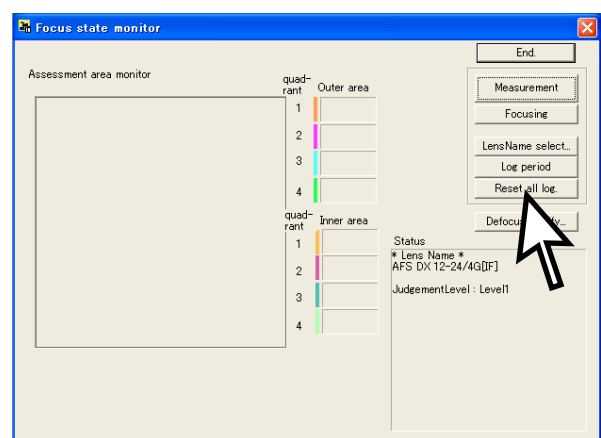 Focus state monitor
End.
Assessment area monitor
quad-
rant
Outer area
1
2
3
4
quad-
rant
Inner area
1
2
3
4
Measurement
Focusing
LensName select...
Log period
Reset all log.
Status
* Lens Name *
AFS DX 12-24/4G[IF]
JudgementLevel : Level1